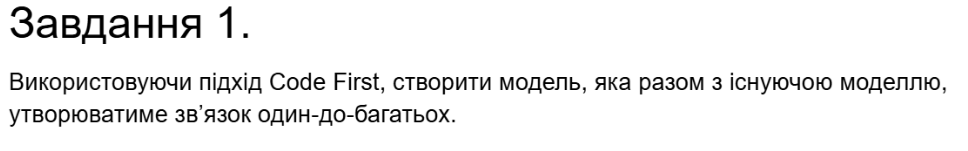 Завдання 1.
Використовуючи підхід Code First, створити модель, яка разом з існуючою моделлю,
утворюватиме зв’язок один-до-багатьох.